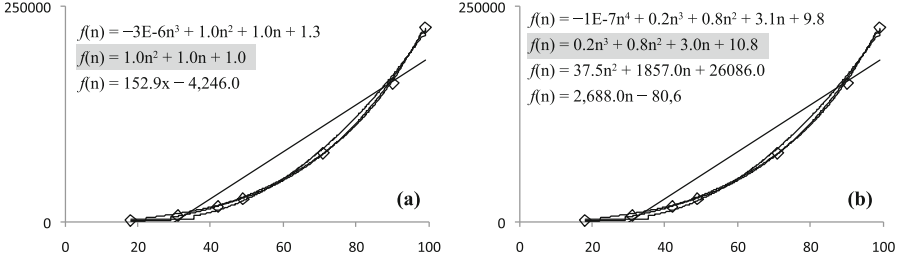 250000
f(n) = −3E-6n³ + 1.0n² + 1.0n + 1.3
f(n) = 1.0n² + 1.0n + 1.0
f(n) = 152.9x − 4,246.0
(a)
0
0 20 40 60 80 100
250000
f(n) = −1E-7n⁴ + 0.2n³ + 0.8n² + 3.1n + 9.8
f(n) = 0.2n³ + 0.8n² + 3.0n + 10.8
f(n) = 37.5n² + 1857.0n + 26086.0
f(n) = 2,688.0n − 80,6
(b)
0
0 20 40 60 80 100